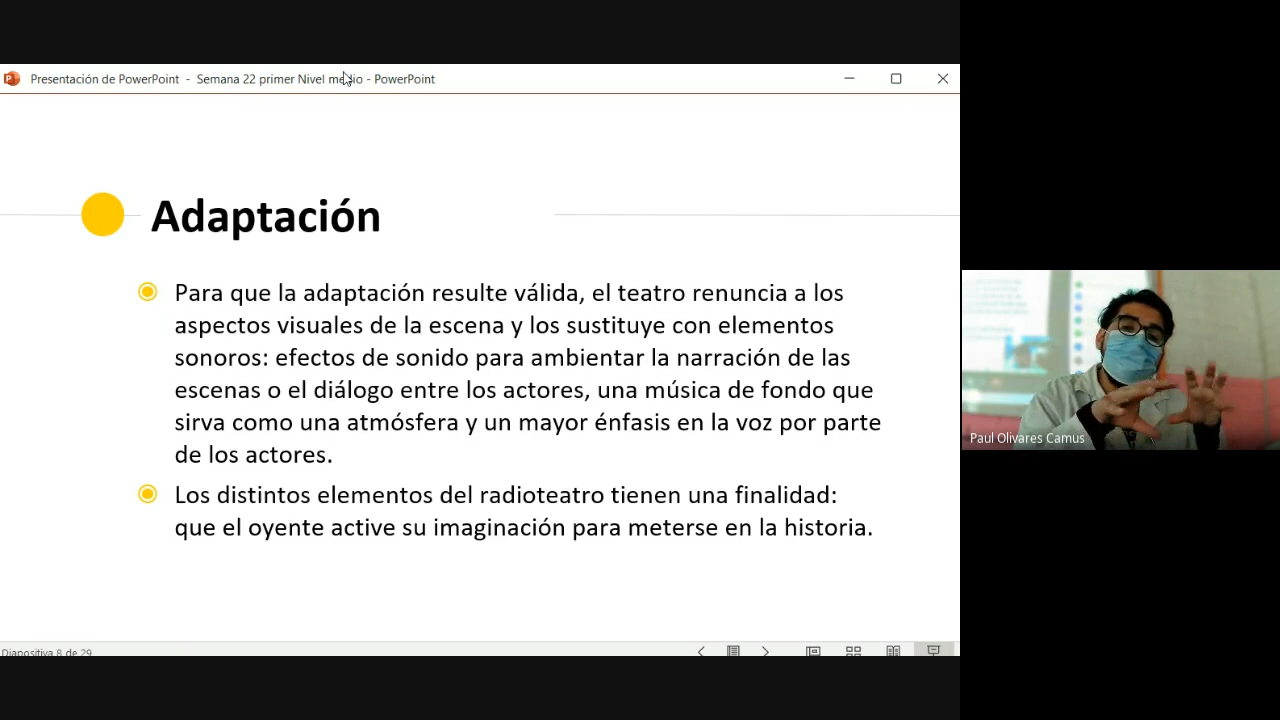 Presentación de PowerPoint - Semana 22 primer Nivel medio - PowerPoint
Adaptación
Para que la adaptación resulte válida, el teatro renuncia a los
aspectos visuales de la escena y los sustituye con elementos
sonoros: efectos de sonido para ambientar la narración de las
escenas o el diálogo entre los actores, una música de fondo que
sirva como una atmósfera y un mayor énfasis en la voz por parte
de los actores.
Los distintos elementos del radioteatro tienen una finalidad:
que el oyente active su imaginación para meterse en la historia.
Paul Olivares Camus
Diapositiva 8 de 29